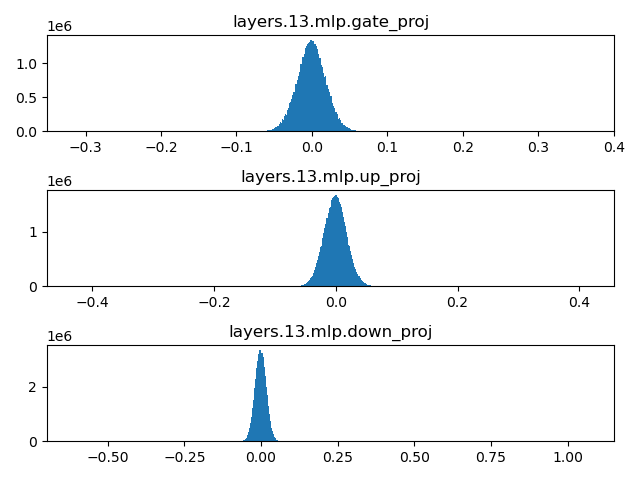 layers.13.mlp.gate_proj
1e6
1.0
0.5
0.0
−0.3 −0.2 −0.1 0.0 0.1 0.2 0.3 0.4
layers.13.mlp.up_proj
1e6
1
0
−0.4 −0.2 0.0 0.2 0.4
layers.13.mlp.down_proj
1e6
2
0
−0.50 −0.25 0.00 0.25 0.50 0.75 1.00